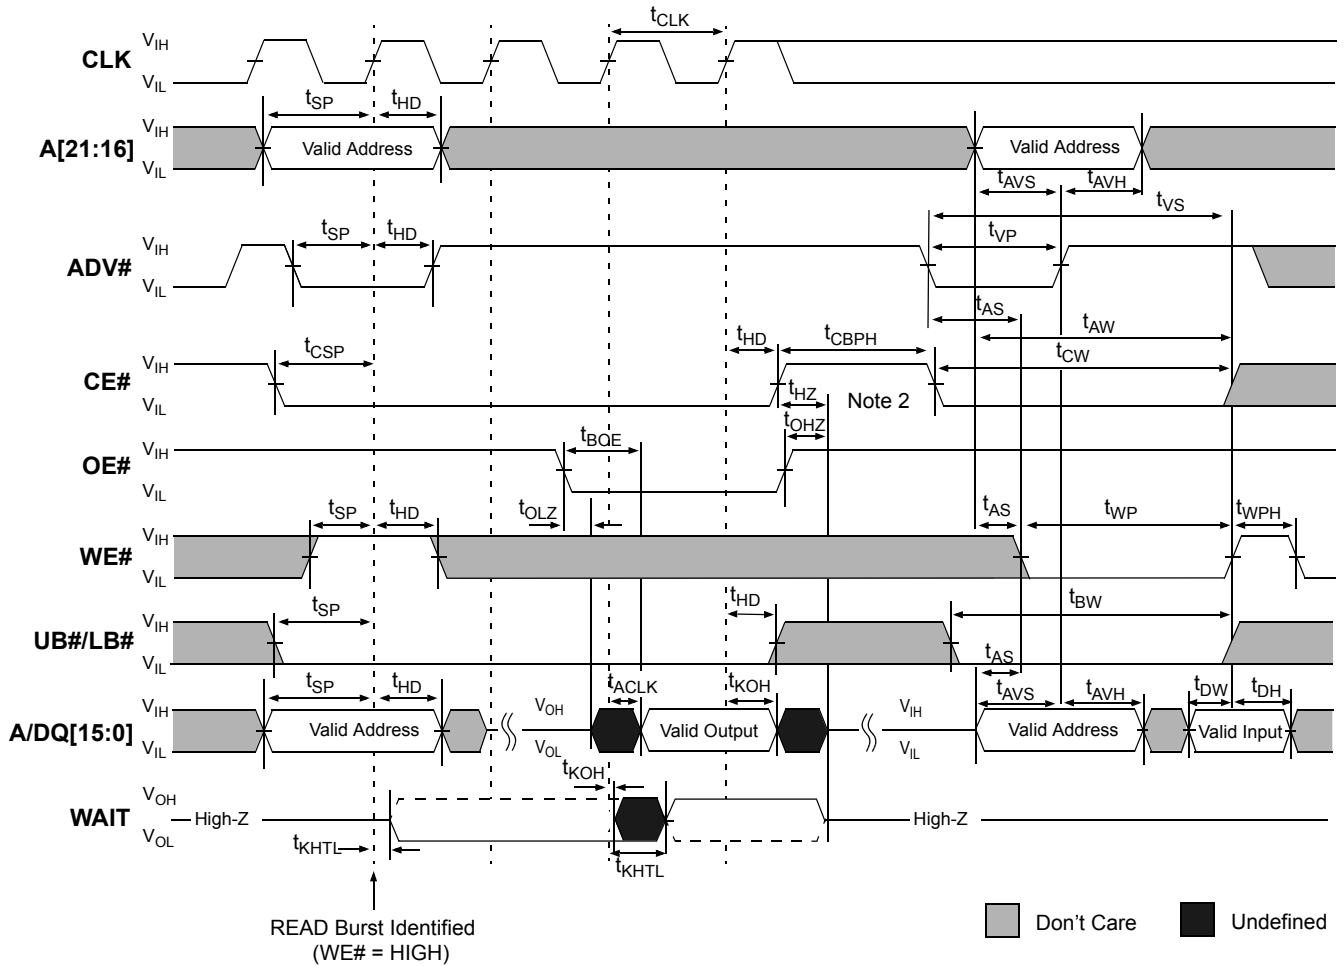 tCLK
VIH
CLK
VIL
tSP tHD
VIH
A[21:16] Valid Address Valid Address
VIL
tAVS tAVH
tVS
tSP tHD tVP
VIH
ADV#
VIL
tAS
tAW
tCSP tHD tCBPH tCW
VIH
CE#
VIL
tHZ Note 2
tOHZ
tBOE
VIH
OE#
VIL
tOLZ
tSP tHD tAS tWP tWPH
VIH
WE#
VIL
tSP tHD tBW
VIH
UB#/LB#
VIL
tAS
tSP tHD tACLK tKOH tAVS tAVH tDW tDH
VIH VOH VIH
A/DQ[15:0] Valid Address Valid Output Valid Address Valid Input
VIL VOL VIL
tKOH
VOH
WAIT High-Z High-Z
VOL
tKHTL tKHTL
READ Burst Identified
(WE# = HIGH)
Don't Care Undefined